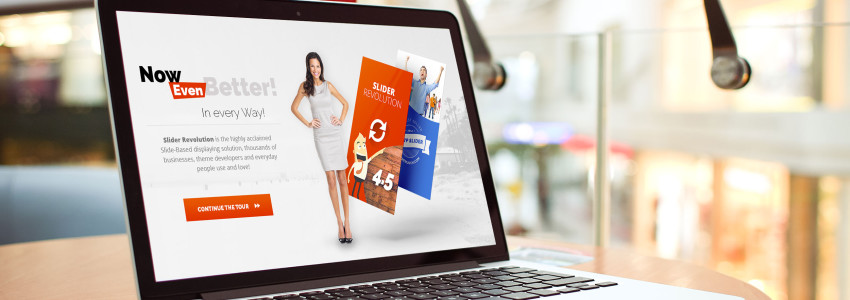 Now
Even Better!
In every Way!
Slider Revolution is the highly acclaimed
Slide-Based displaying solution, thousands of
businesses, theme developers and everyday
people use and love!
CONTINUE THE TOUR
SLIDER
REVOLUTION
4.5
SLIDER